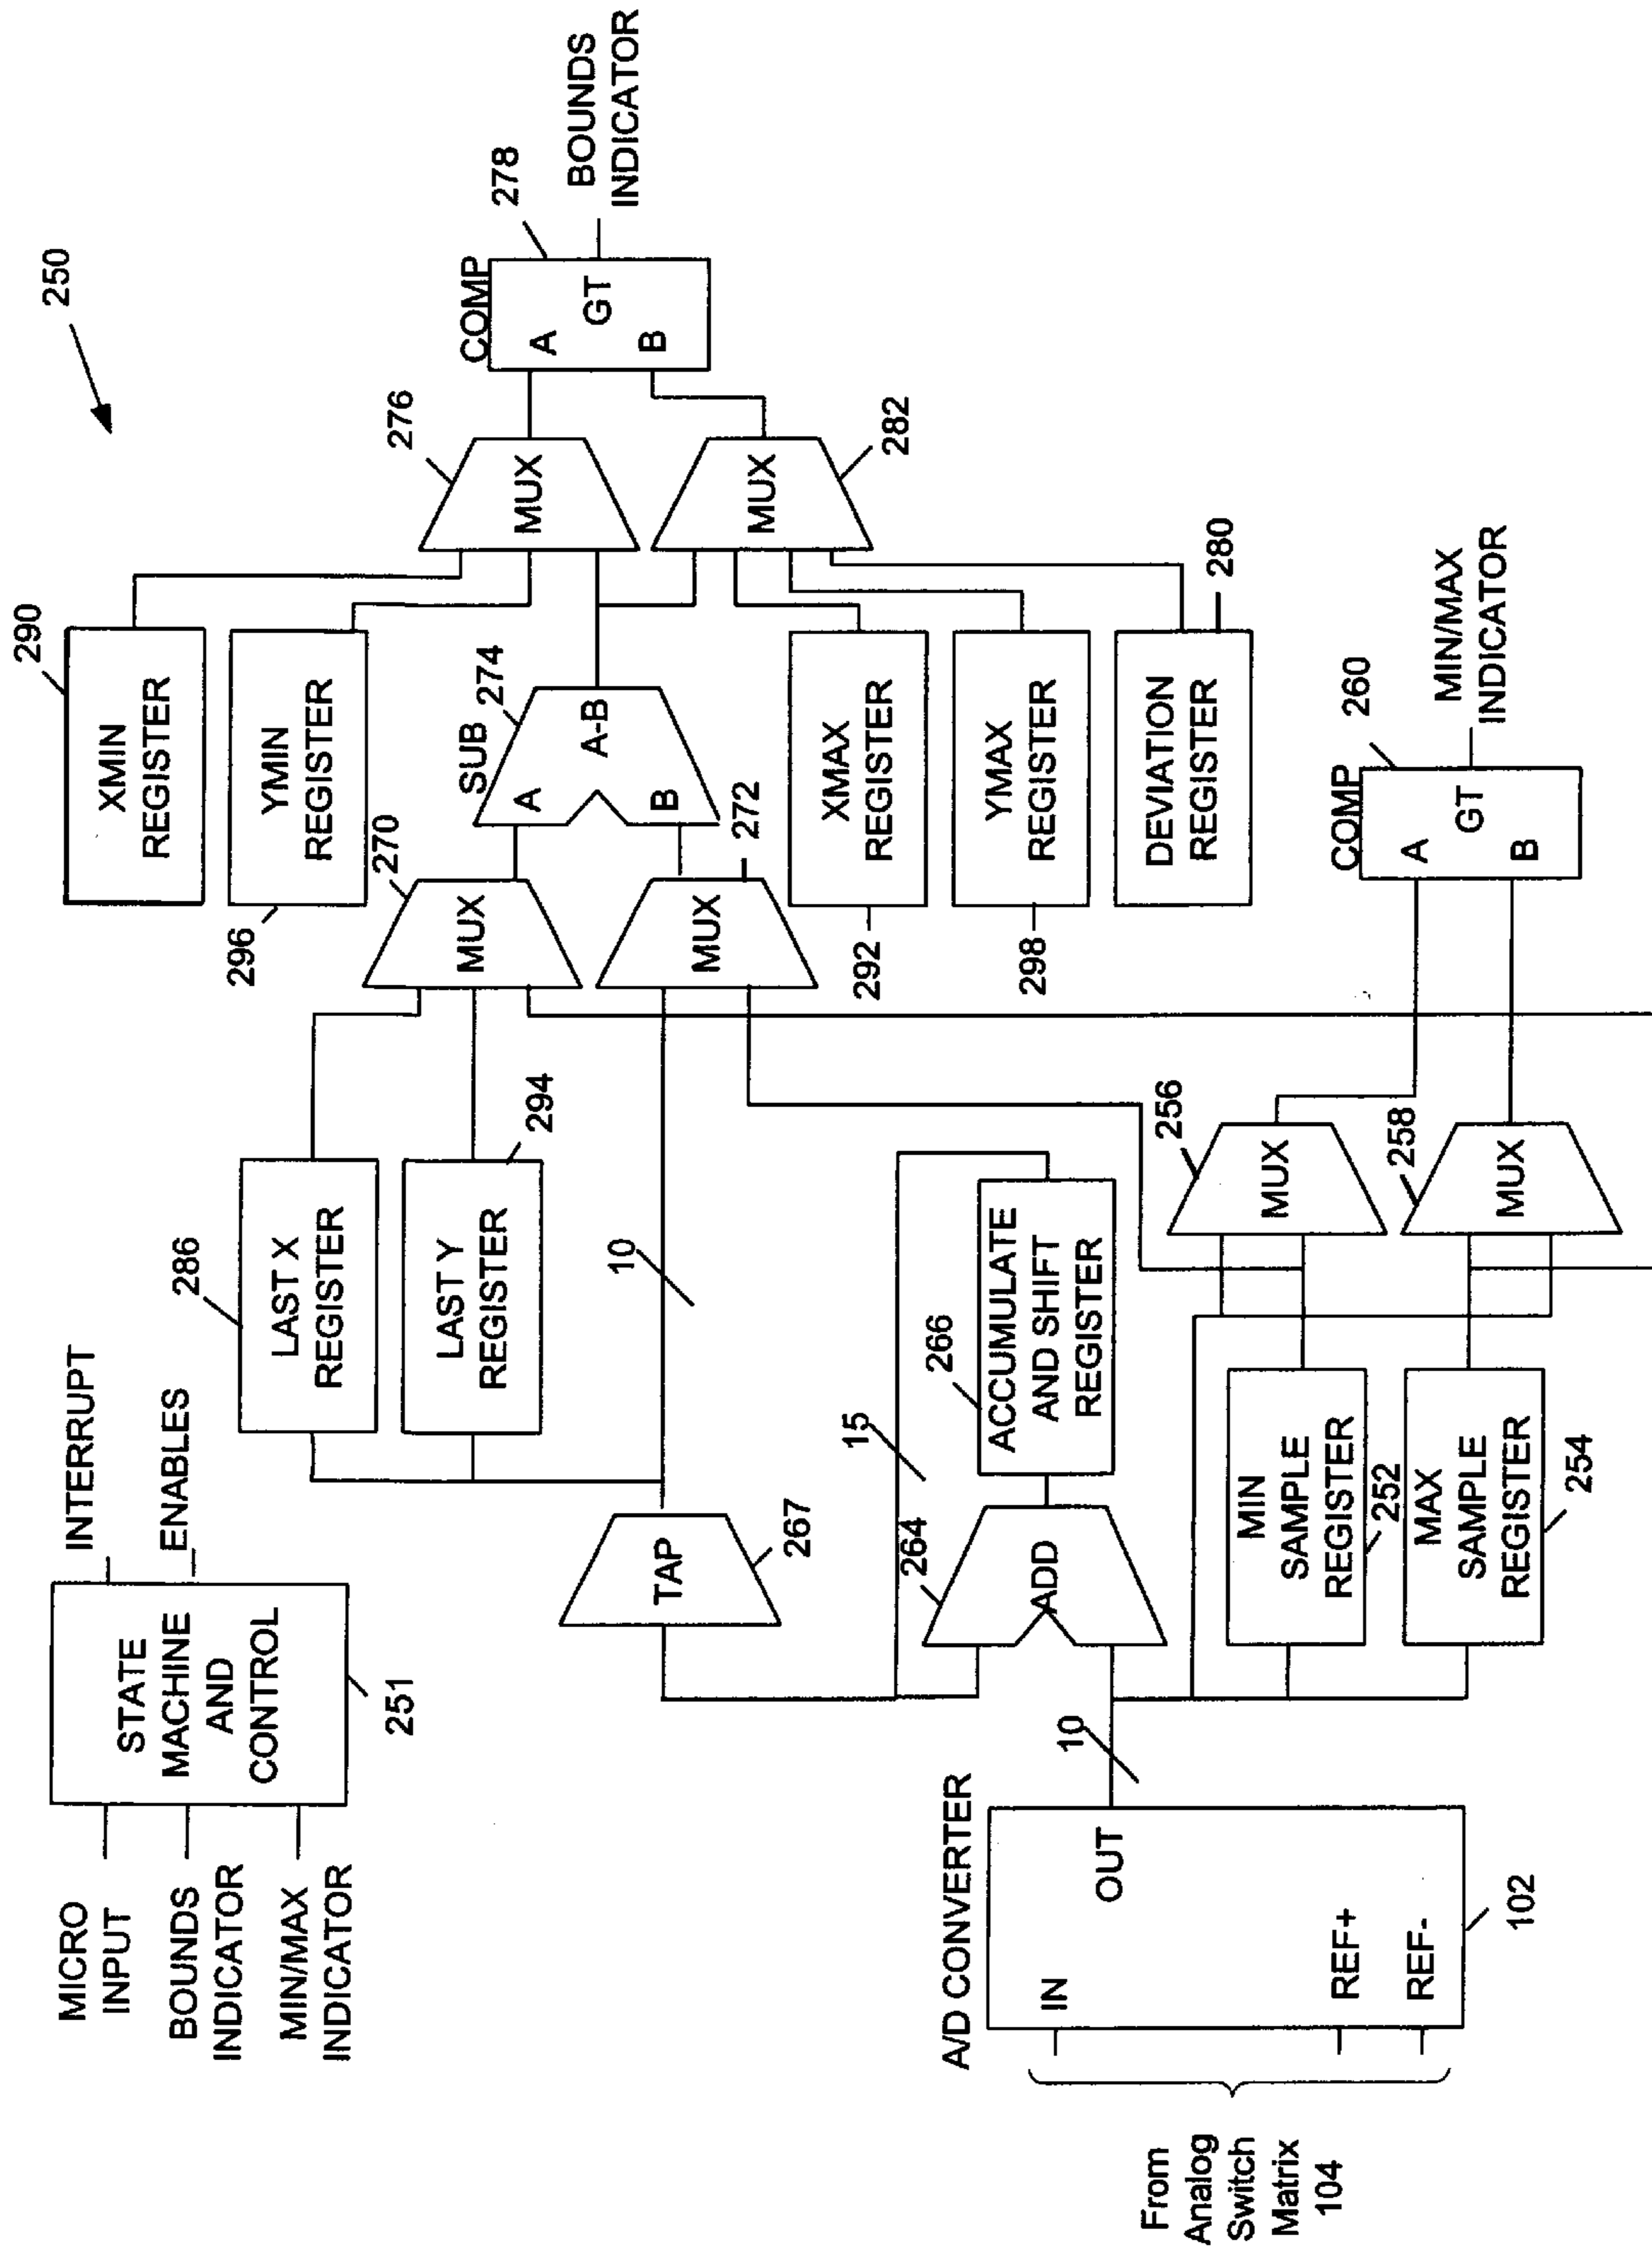 250
MICRO
INPUT
BOUNDS
INDICATOR
MIN/MAX
INDICATOR
STATE
MACHINE
AND
CONTROL
251
INTERRUPT
ENABLES
286
LAST X
REGISTER
LAST Y
REGISTER
294
290
XMIN
REGISTER
YMIN
REGISTER
296
270
MUX
MUX
272
SUB
274
A
B
A-B
276
MUX
MUX
282
COMP
278
A
B
GT
BOUNDS
INDICATOR
XMAX
REGISTER
292
YMAX
REGISTER
298
DEVIATION
REGISTER
280
TAP
267
10
15
264
ADD
266
ACCUMULATE
AND SHIFT
REGISTER
A/D CONVERTER
IN
OUT
REF+
REF-
102
10
From
Analog
Switch
Matrix
104
MIN
SAMPLE
REGISTER
252
MAX
SAMPLE
REGISTER
254
256
MUX
258
MUX
COMP
260
A
B
GT
MIN/MAX
INDICATOR